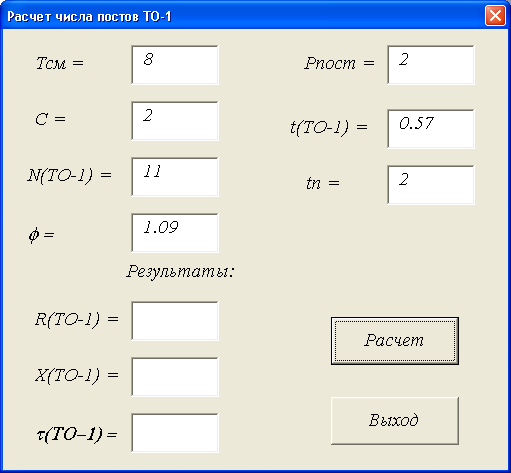 Расчет числа постов ТО-1
Тсм = 8 Рпост = 2
С = 2 t(ТО-1) = 0.57
N(ТО-1) = 11 tп = 2
ϕ = 1.09
Результаты:
R(ТО-1) =
Расчет
X(ТО-1) =
Выход
τ(ТО–1) =